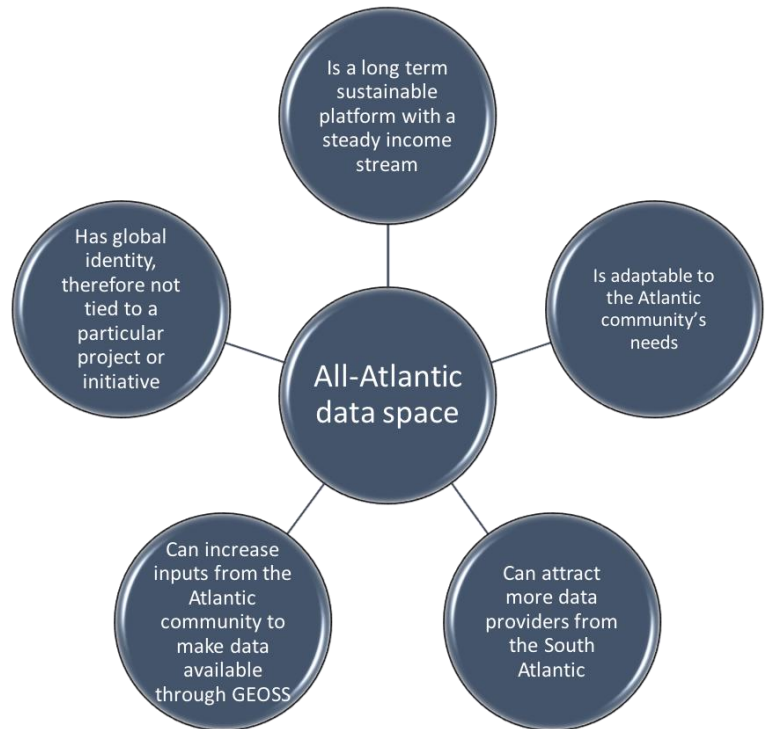 Is a long term
sustainable
platform with a
steady income
stream
Has global
identity,
therefore not
tied to a
particular
project or
initiative
Is adaptable to
the Atlantic
community’s
needs
All-Atlantic
data space
Can increase
inputs from the
Atlantic
community to
make data
available
through GEOSS
Can attract
more data
providers from
the South
Atlantic